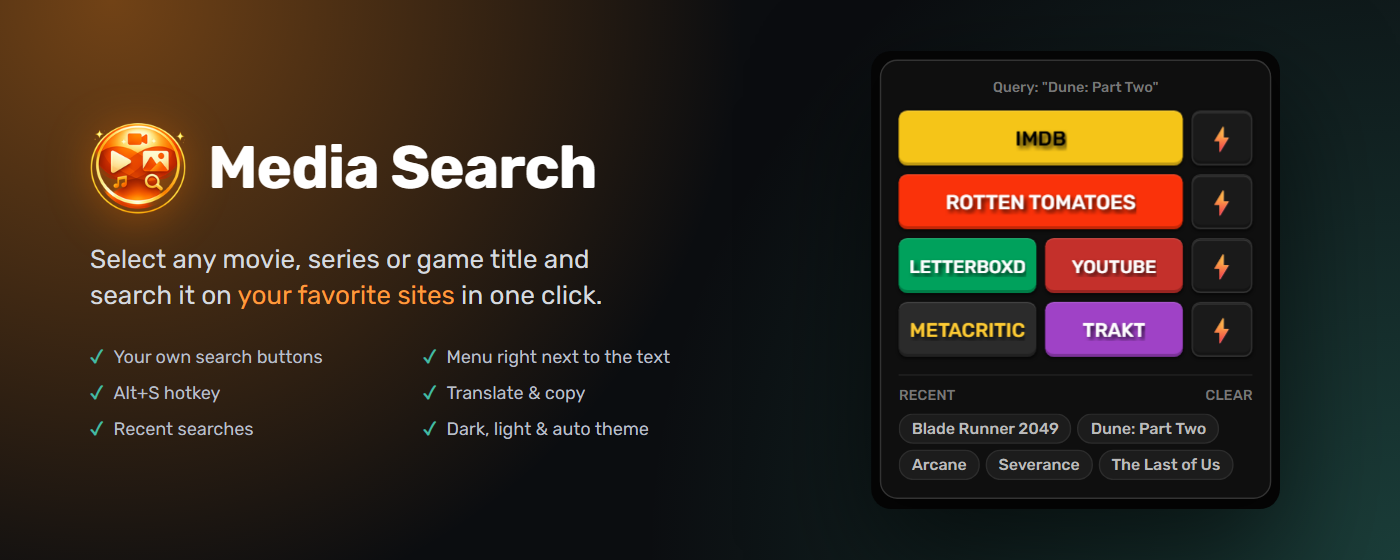 Media Search
Select any movie, series or game title and
search it on your favorite sites in one click.
✓ Your own search buttons
✓ Menu right next to the text
✓ Alt+S hotkey
✓ Translate & copy
✓ Recent searches
✓ Dark, light & auto theme
Query: "Dune: Part Two"
IMDB
ROTTEN TOMATOES
LETTERBOXD YOUTUBE
METACRITIC TRAKT
RECENT CLEAR
Blade Runner 2049 Dune: Part Two
Arcane Severance The Last of Us